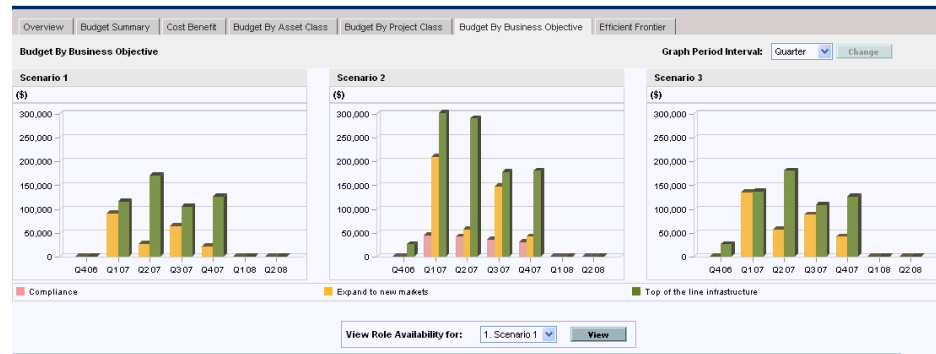 Overview Budget Summary Cost Benefit Budget By Asset Class Budget By Project Class Budget By Business Objective Efficient Frontier
Budget By Business Objective Graph Period Interval: Quarter Change
Scenario 1 Scenario 2 Scenario 3
($) ($) ($)
300,000 300,000 300,000
250,000 250,000 250,000
200,000 200,000 200,000
150,000 150,000 150,000
100,000 100,000 100,000
50,000 50,000 50,000
0 0 0
Q4 06 Q1 07 Q2 07 Q3 07 Q4 07 Q1 08 Q2 08 Q4 06 Q1 07 Q2 07 Q3 07 Q4 07 Q1 08 Q2 08 Q4 06 Q1 07 Q2 07 Q3 07 Q4 07 Q1 08 Q2 08
Compliance Expand to new markets Top of the line infrastructure
View Role Availability for: 1. Scenario 1 View